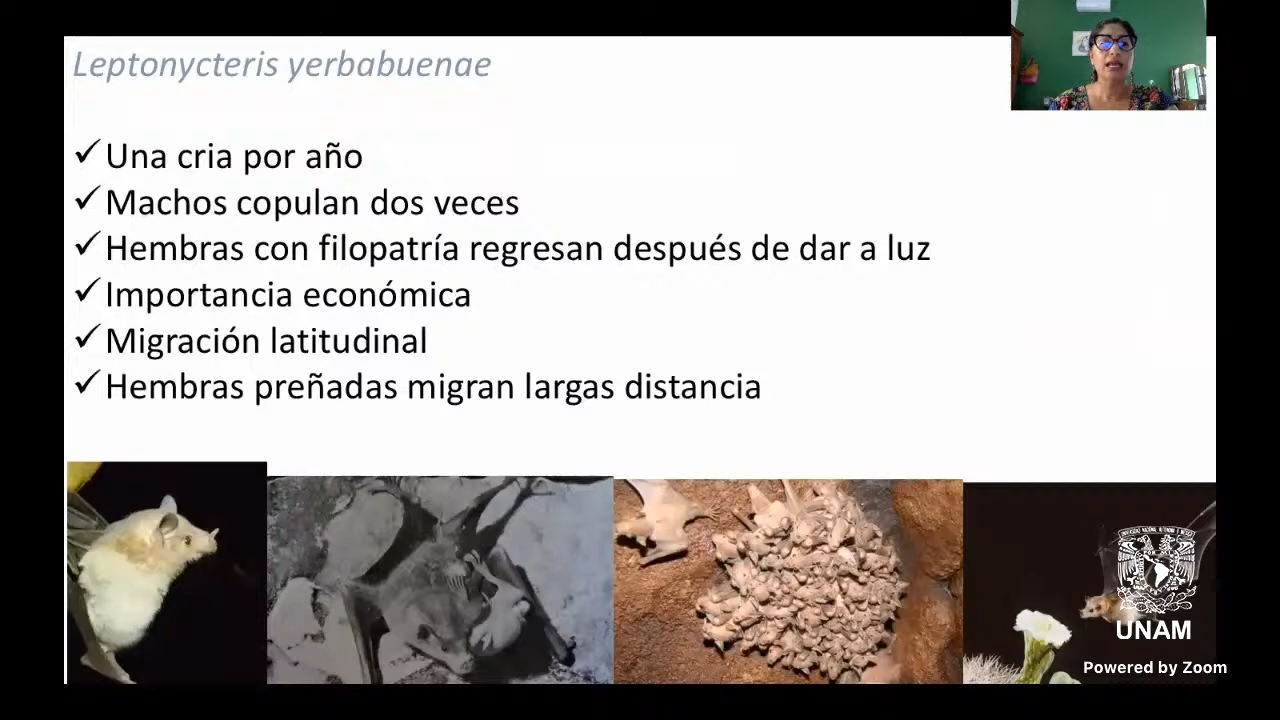 Leptonycteris yerbabuenae
✓Una cria por año
✓Machos copulan dos veces
✓Hembras con filopatría regresan después de dar a luz
✓Importancia económica
✓Migración latitudinal
✓Hembras preñadas migran largas distancia
UNAM
Powered by Zoom